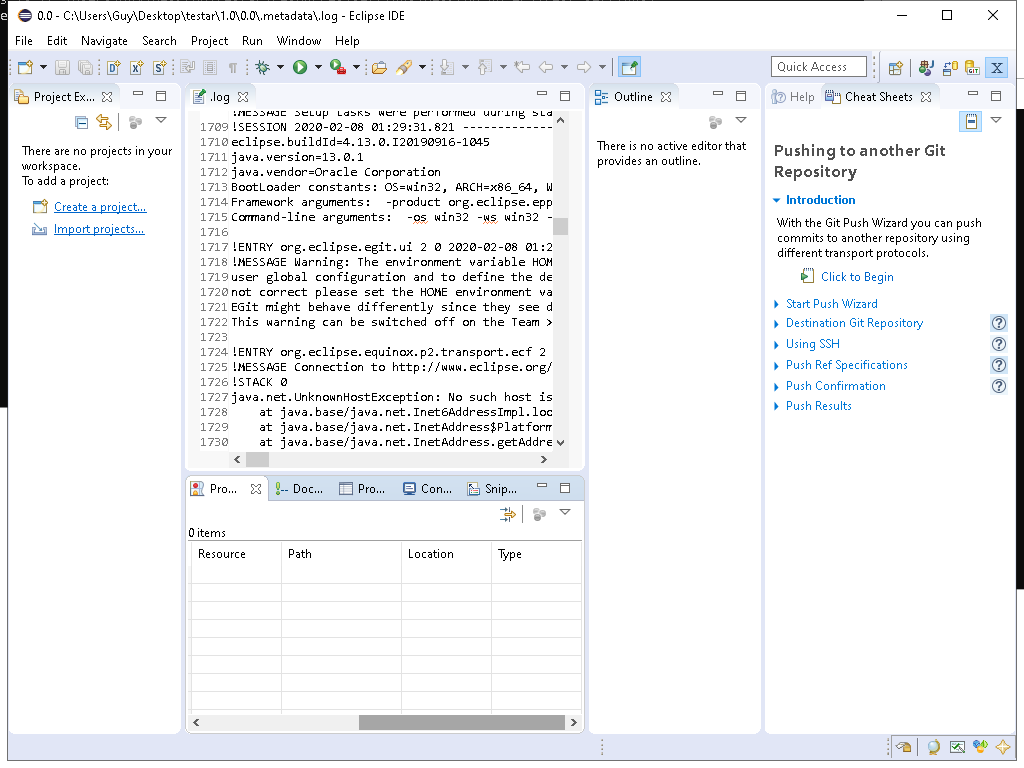 0.0 - C:\Users\Guy\Desktop\testar\1.0\0.0\.metadata\.log - Eclipse IDE
File Edit Navigate Search Project Run Window Help
Quick Access
Project Ex...
There are no projects in your
workspace.
To add a project:
Create a project...
Import projects...
.log
!MESSAGE Setup tasks were performed during sta
1709 !SESSION 2020-02-08 01:29:31.821 -------------
1710 eclipse.buildId=4.13.0.I20190916-1045
1711 java.version=13.0.1
1712 java.vendor=Oracle Corporation
1713 BootLoader constants: OS=win32, ARCH=x86_64, W
1714 Framework arguments:  -product org.eclipse.epp
1715 Command-line arguments:  -os win32 -ws win32 -
1716
1717 !ENTRY org.eclipse.egit.ui 2 0 2020-02-08 01:2
1718 !MESSAGE Warning: The environment variable HOM
1719 user global configuration and to define the de
1720 not correct please set the HOME environment va
1721 EGit might behave differently since they see d
1722 This warning can be switched off on the Team >
1723
1724 !ENTRY org.eclipse.equinox.p2.transport.ecf 2
1725 !MESSAGE Connection to http://www.eclipse.org/
1726 !STACK 0
1727 java.net.UnknownHostException: No such host is
1728     at java.base/java.net.Inet6AddressImpl.loo
1729     at java.base/java.net.InetAddress$Platform
1730     at java.base/java.net.InetAddress.getAddre
Outline
There is no active editor that
provides an outline.
Help Cheat Sheets
Pushing to another Git
Repository
Introduction
With the Git Push Wizard you can push
commits to another repository using
different transport protocols.
Click to Begin
Start Push Wizard
Destination Git Repository
Using SSH
Push Ref Specifications
Push Confirmation
Push Results
Pro... Doc... Pro... Con... Snip...
0 items
Resource Path Location Type